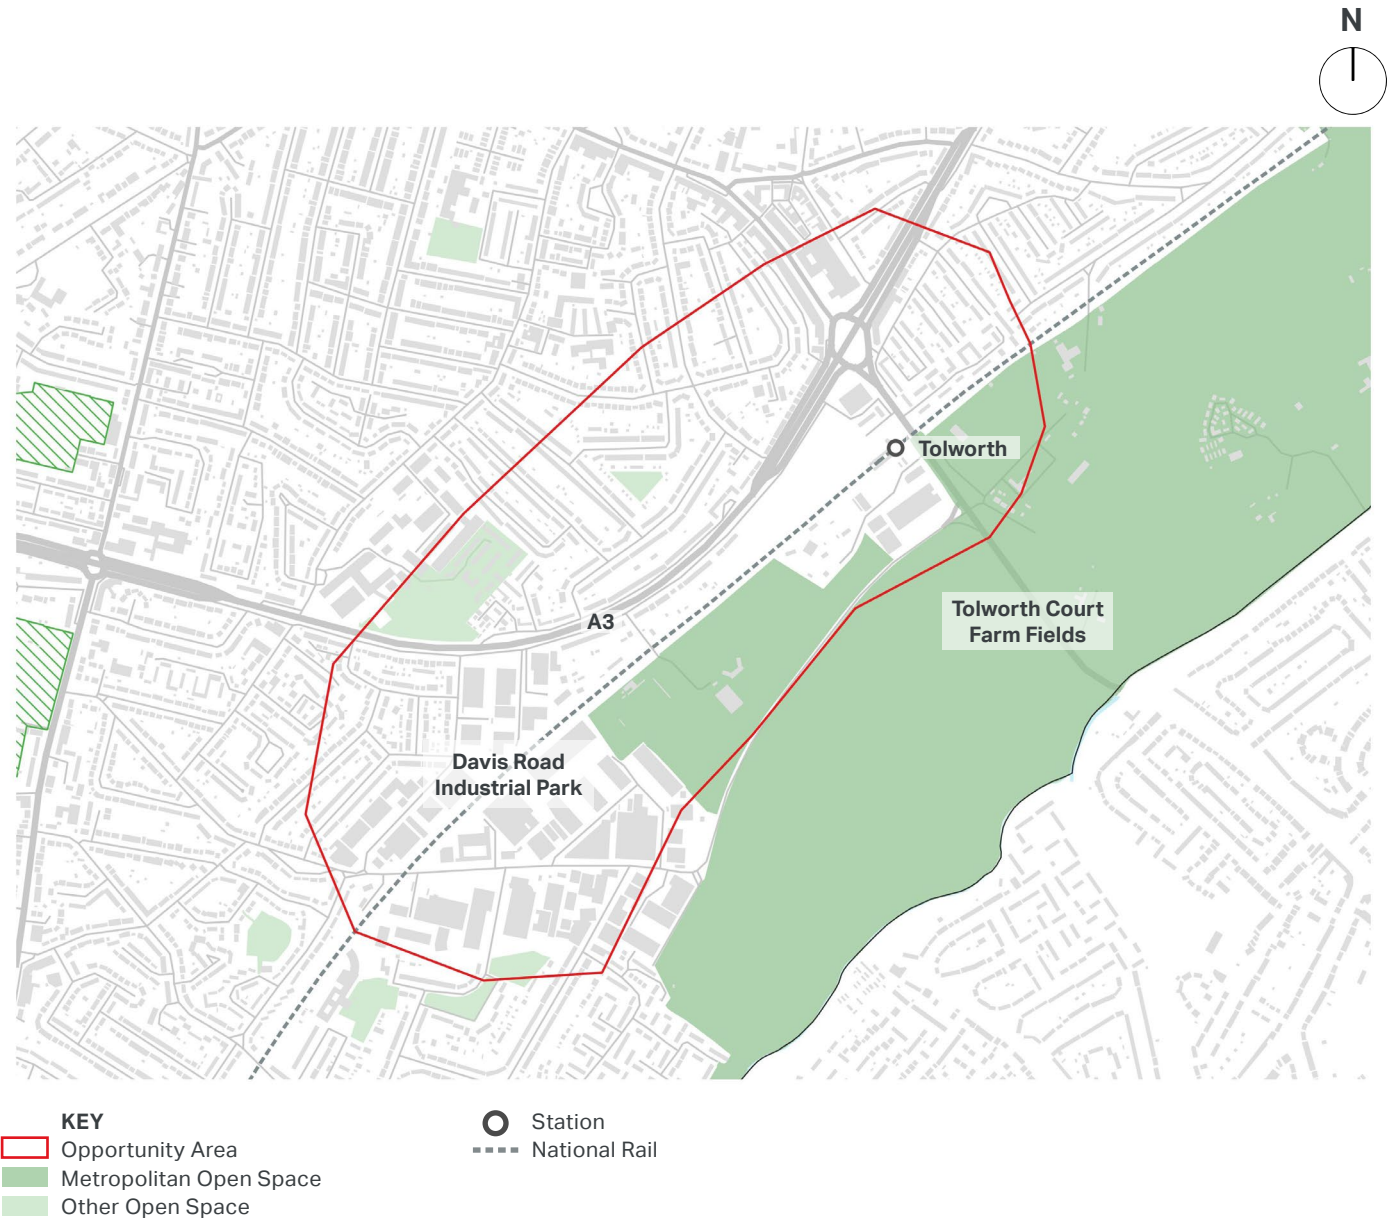 N
Tolworth
Tolworth Court
Farm Fields
A3
Davis Road
Industrial Park
KEY
Opportunity Area
Metropolitan Open Space
Other Open Space
Station
National Rail